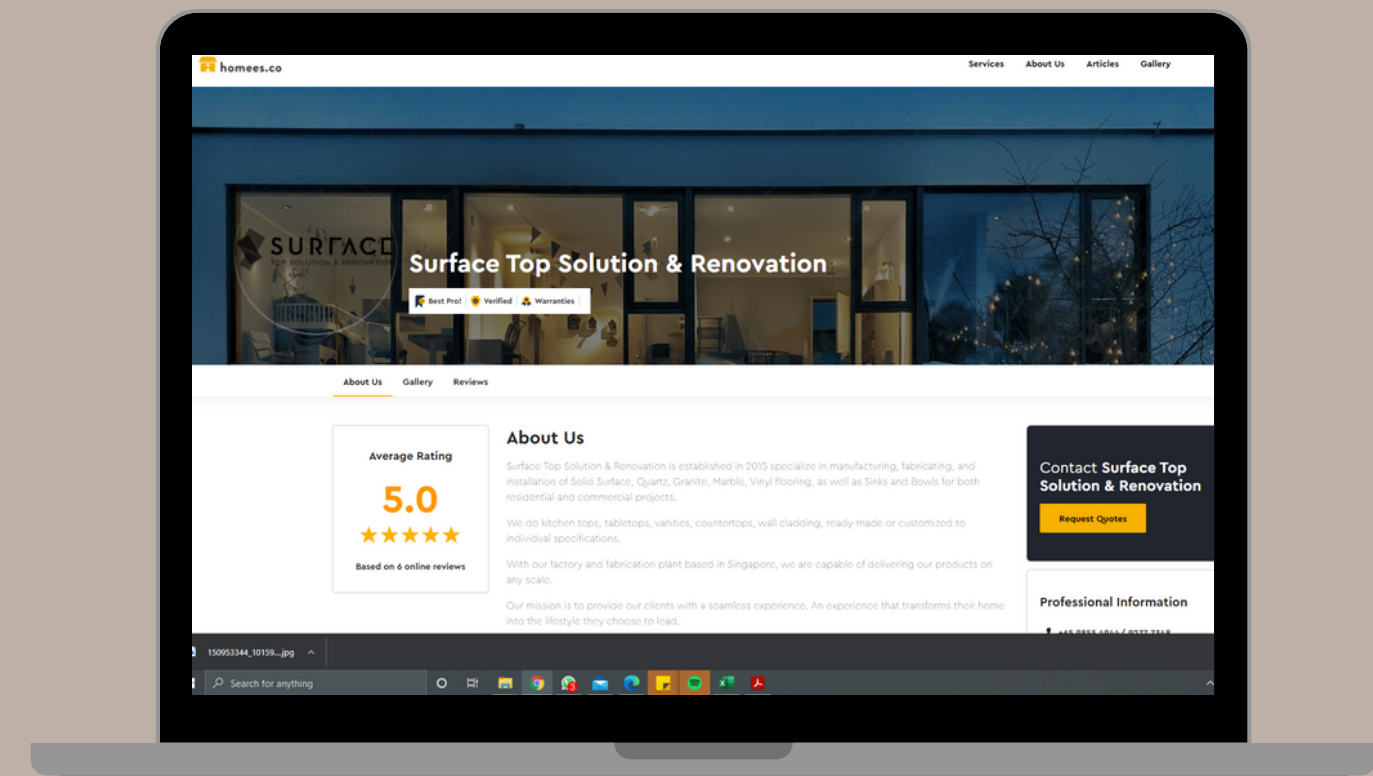 homees.co
Services About Us Articles Gallery
SURFACE
TOP SOLUTION & RENOVATION
Surface Top Solution & Renovation
Best Pro! Verified Warranties
About Us Gallery Reviews
Average Rating
5.0
Based on 6 online reviews
About Us
Surface Top Solution & Renovation is established in 2015 specialize in manufacturing, fabricating, and
installation of Solid Surface, Quartz, Granite, Marble, Vinyl flooring, as well as Sinks and Bowls for both
residential and commercial projects.
We do kitchen tops, tabletops, vanities, countertops, wall cladding, ready made or customized to
individual specifications.
With our factory and fabrication plant based in Singapore, we are capable of delivering our products on
any scale.
Our mission is to provide our clients with a seamless experience. An experience that transforms their home
into the lifestyle they choose to lead.
Contact Surface Top
Solution & Renovation
Request Quotes
Professional Information
150953344_10159...jpg
Search for anything
3